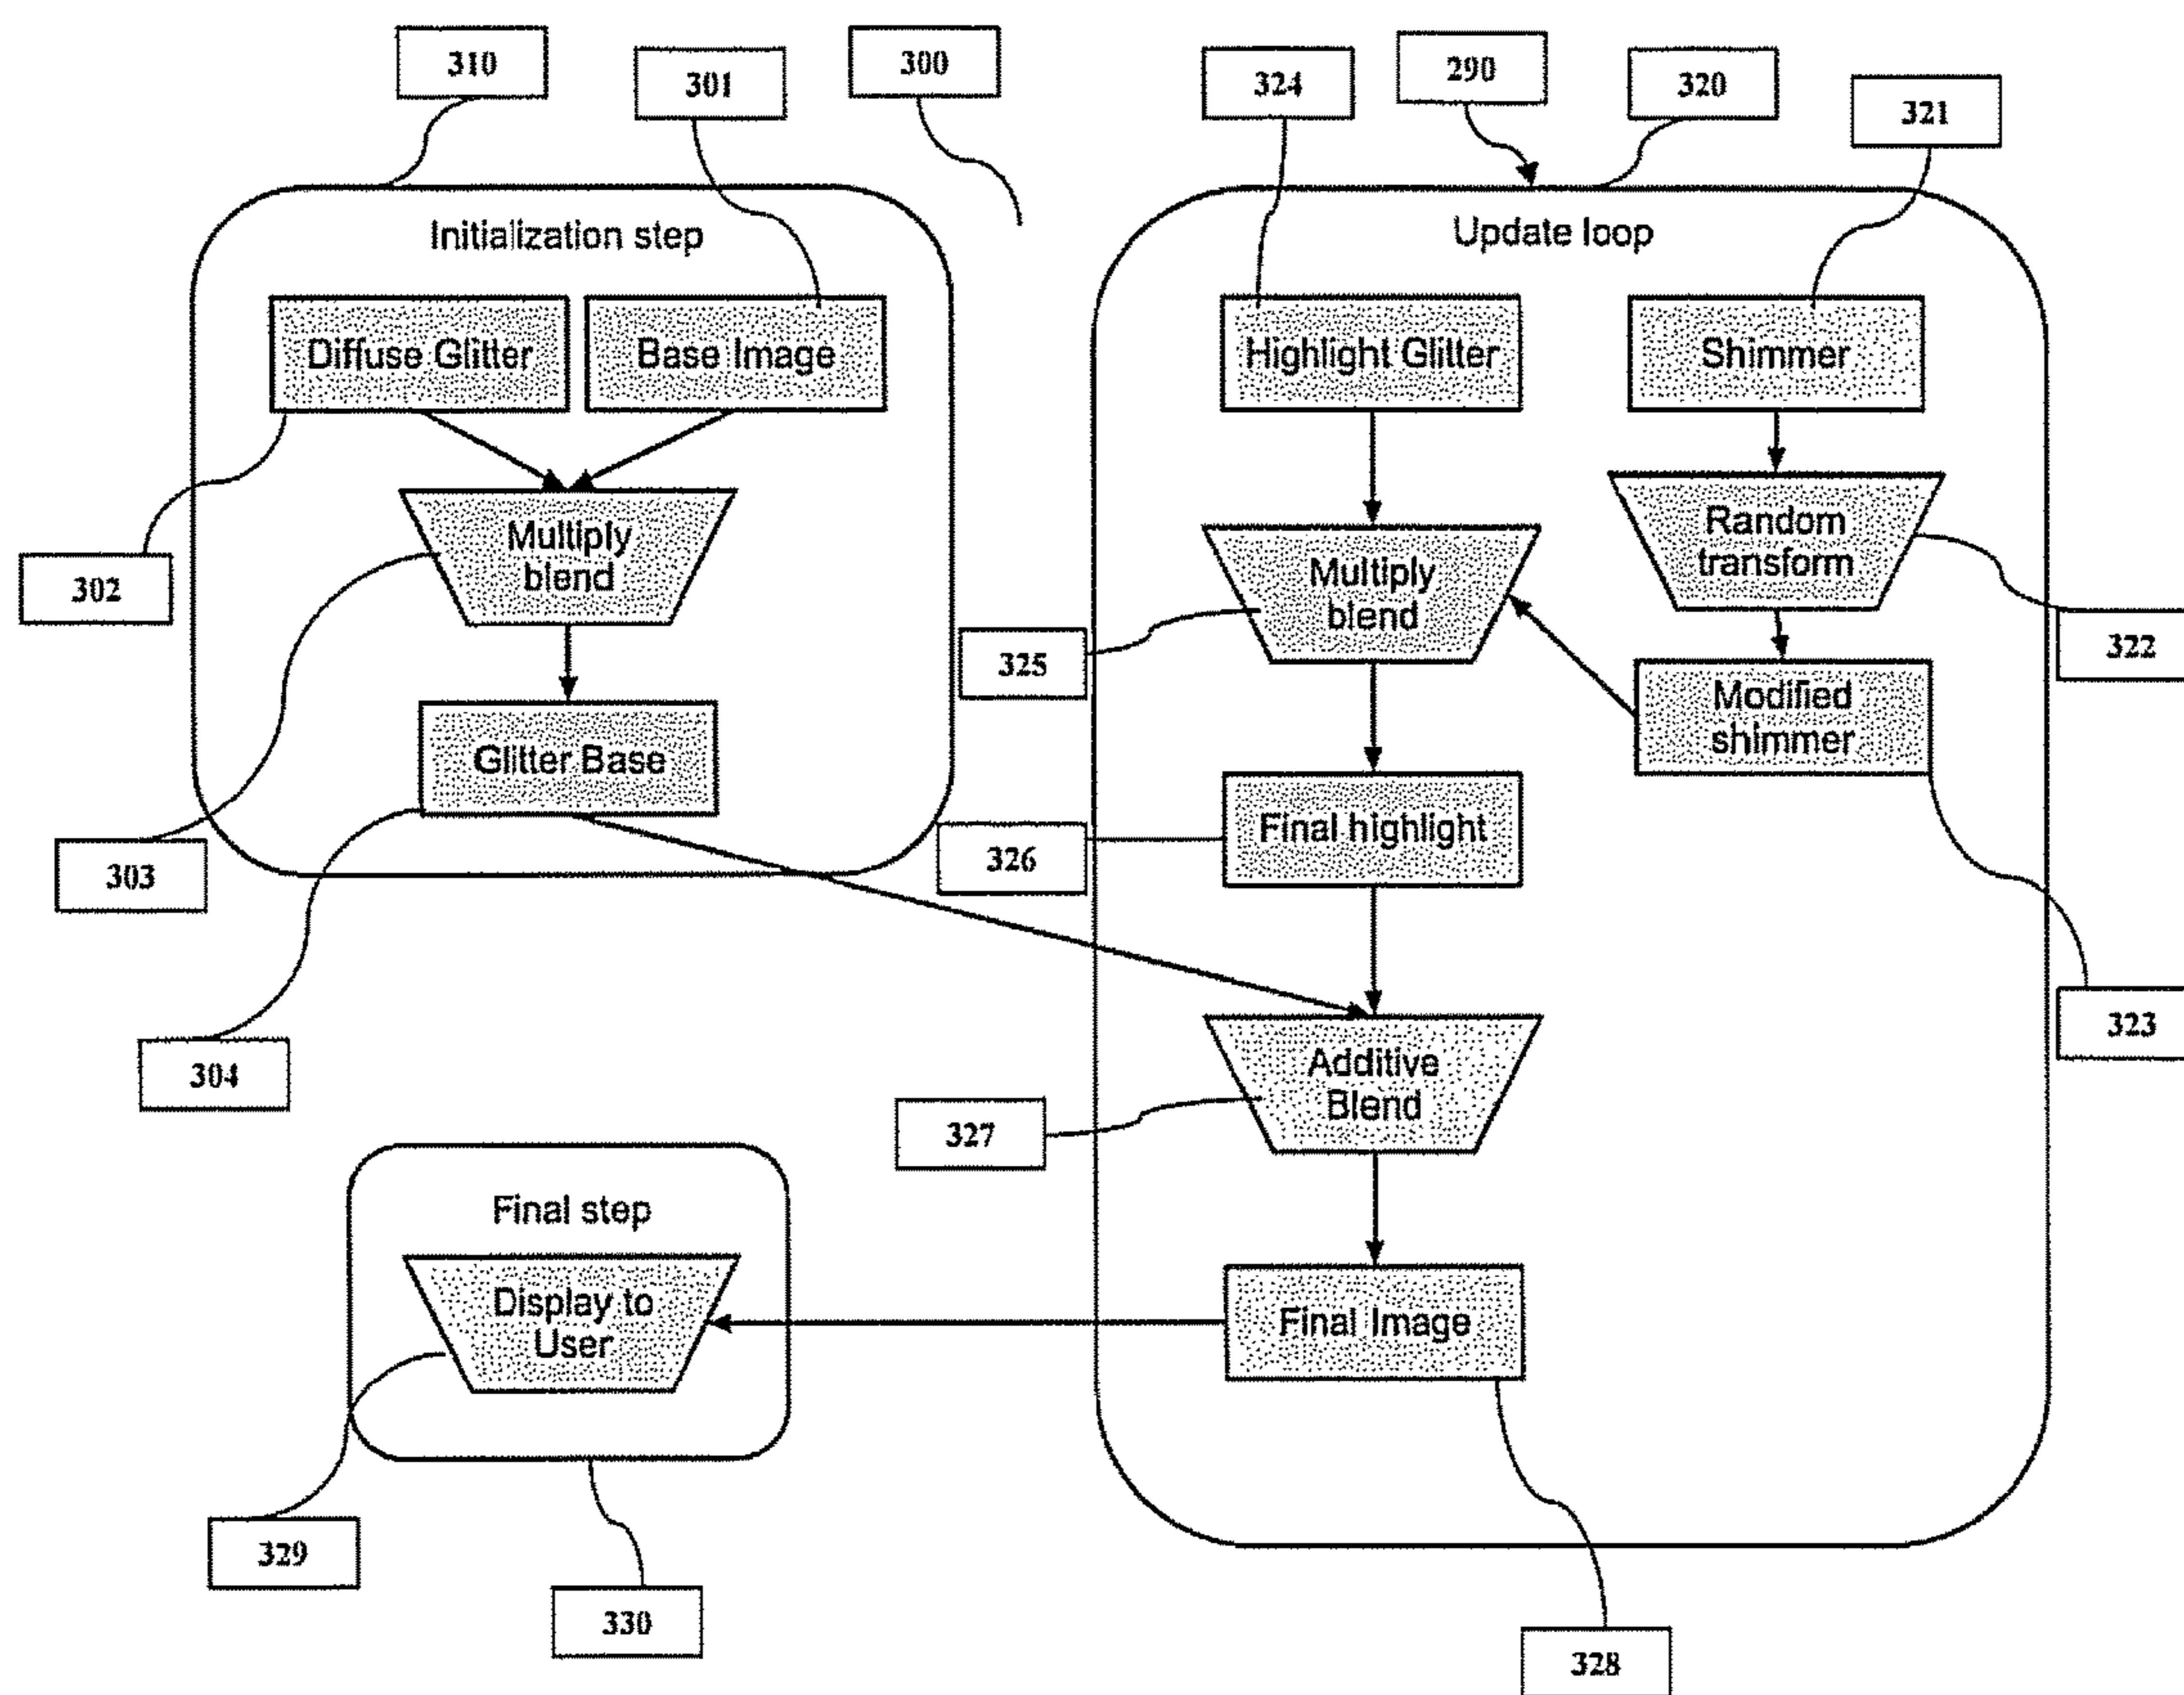 310
301
300
324
290
320
321
Initialization step
Update loop
Diffuse Glitter
Base Image
Highlight Glitter
Shimmer
Multiply
blend
Random
transform
Multiply
blend
302
325
322
Modified
shimmer
Glitter Base
Final highlight
303
326
323
304
Additive
Blend
327
Final step
Display to
User
Final Image
329
330
328